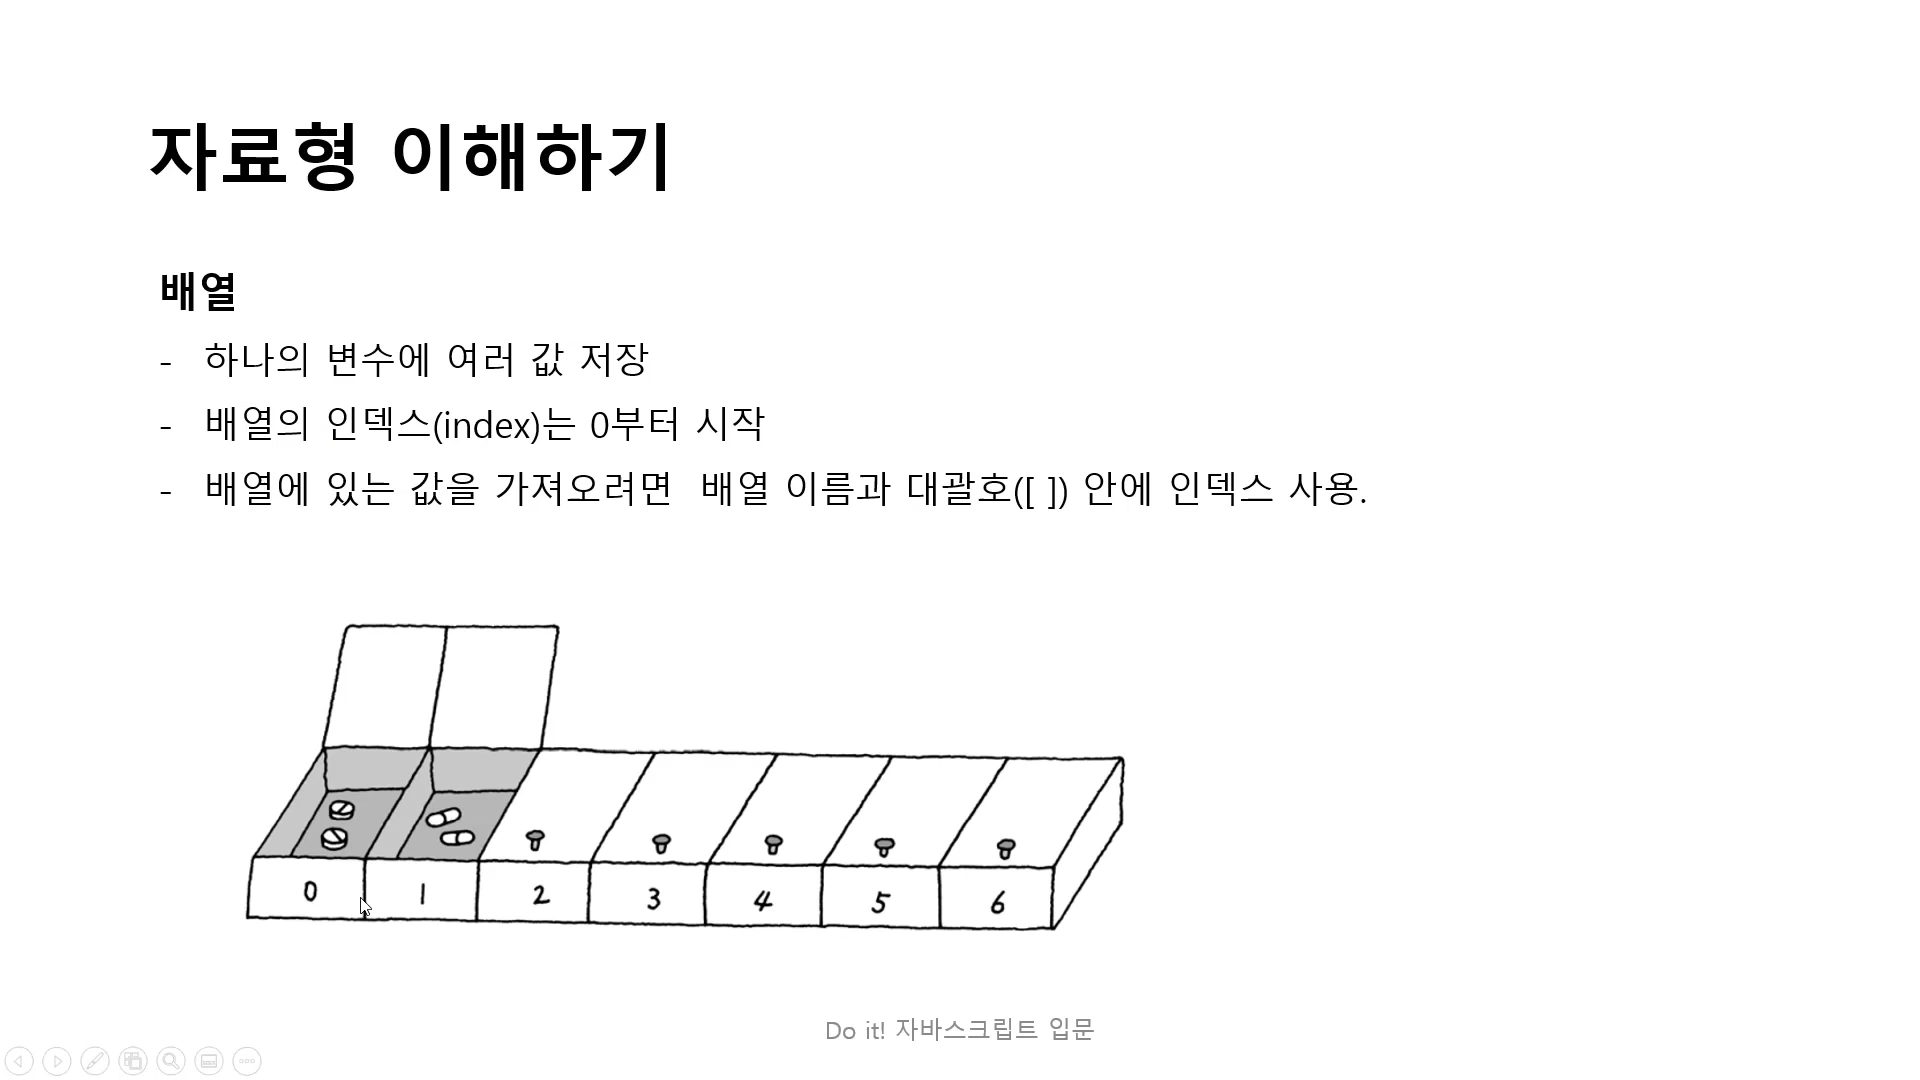 자료형 이해하기
배열
- 하나의 변수에 여러 값 저장
- 배열의 인덱스(index)는 0부터 시작
- 배열에 있는 값을 가져오려면 배열 이름과 대괄호([ ]) 안에 인덱스 사용.
0 1 2 3 4 5 6
Do it! 자바스크립트 입문